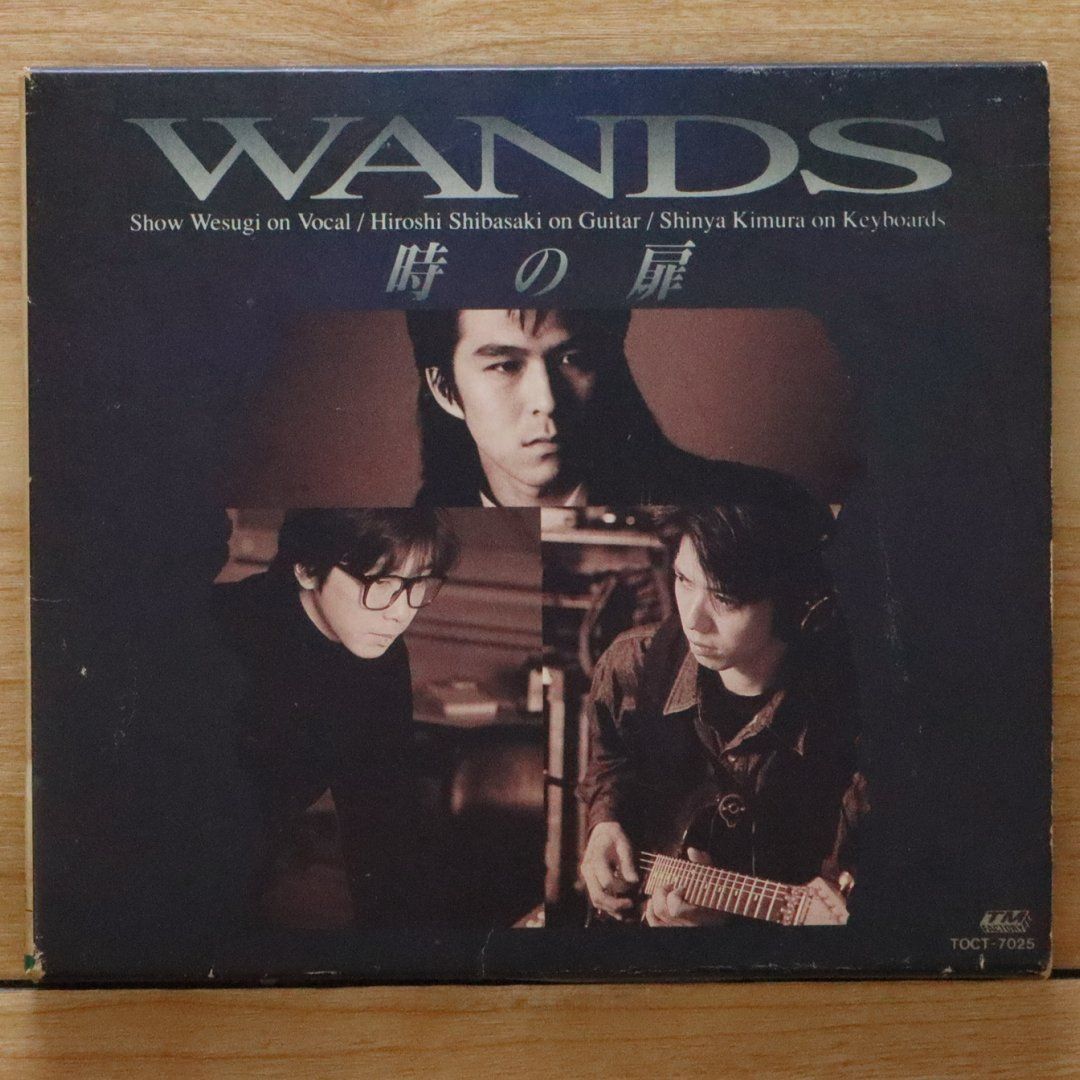 WANDS
Show Wesugi on Vocal / Hiroshi Shibasaki on Guitar / Shinya Kimura on Keyboards
時の扉
TM
FACTORY
TOCT-7025